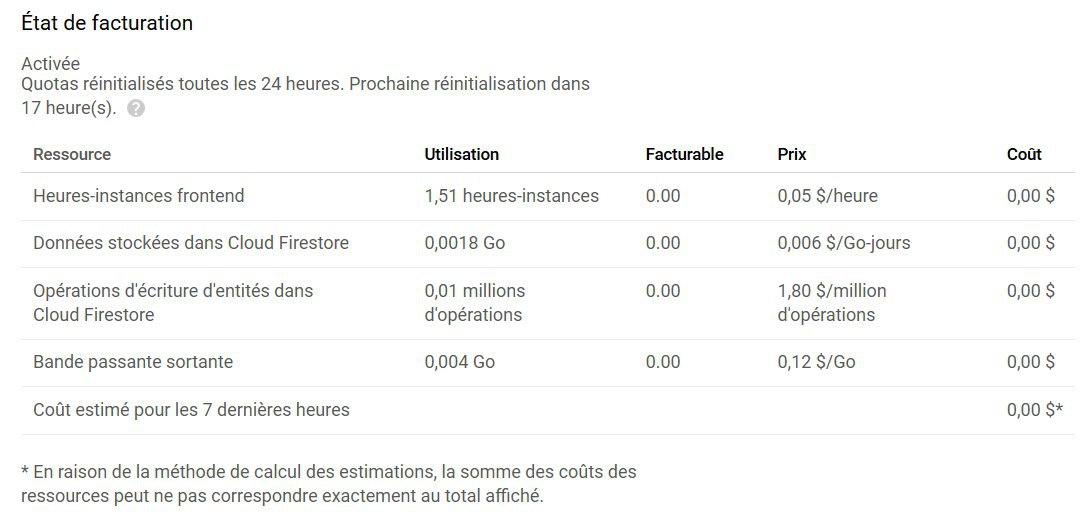 État de facturation
Activée
Quotas réinitialisés toutes les 24 heures. Prochaine réinitialisation dans
17 heure(s). ?
Ressource Utilisation Facturable Prix Coût
Heures-instances frontend 1,51 heures-instances 0.00 0,05 $/heure 0,00 $
Données stockées dans Cloud Firestore 0,0018 Go 0.00 0,006 $/Go-jours 0,00 $
Opérations d'écriture d'entités dans 0,01 millions 0.00 1,80 $/million 0,00 $
Cloud Firestore d'opérations d'opérations
Bande passante sortante 0,004 Go 0.00 0,12 $/Go 0,00 $
Coût estimé pour les 7 dernières heures 0,00 $*
* En raison de la méthode de calcul des estimations, la somme des coûts des
ressources peut ne pas correspondre exactement au total affiché.